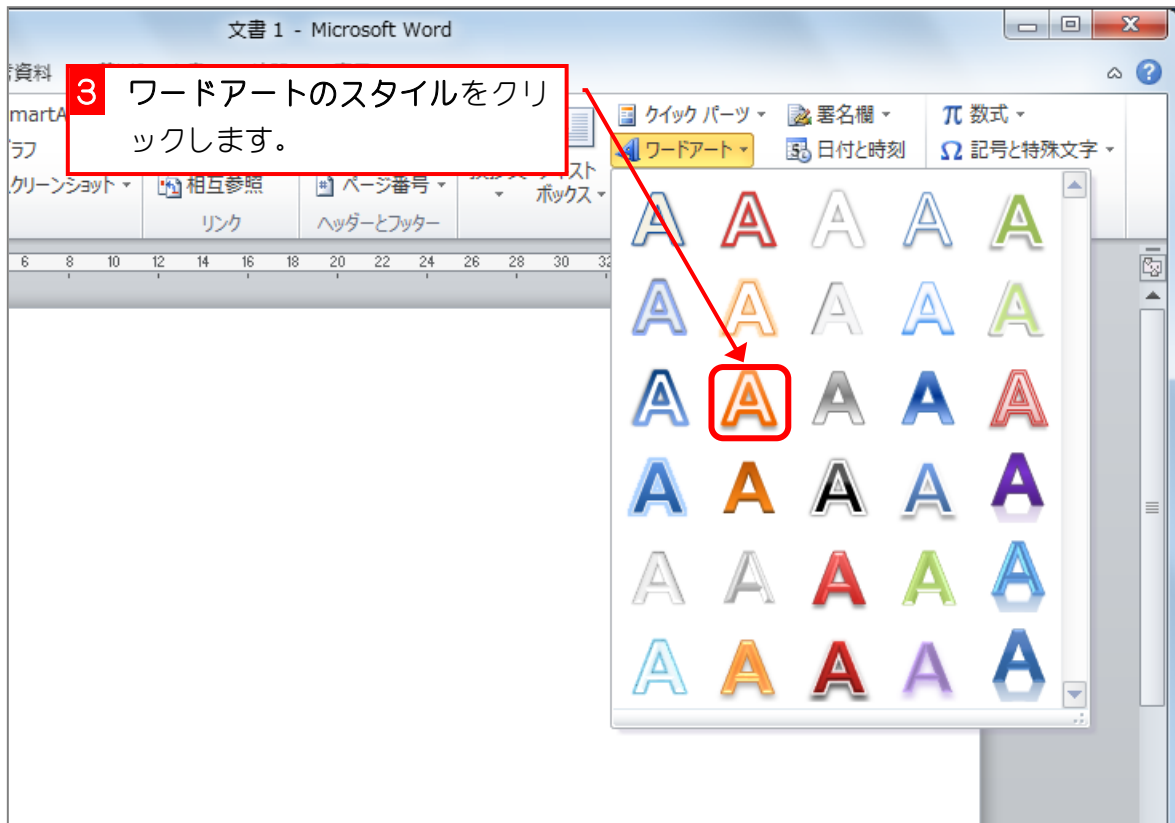 文書 1 - Microsoft Word
資料
3 ワードアートのスタイルをクリ
ックします。
martA
ラフ
クリーンショット
相互参照
リンク
ページ番号
ヘッダーとフッター
ボックス
クイック パーツ
ワードアート
署名欄
日付と時刻
π 数式
Ω 記号と特殊文字
6 8 10 12 14 16 18 20 22 24 26 28 30 32
A A A A A
A A A A A
A A A A A
A A A A A
A A A A A
A A A A A